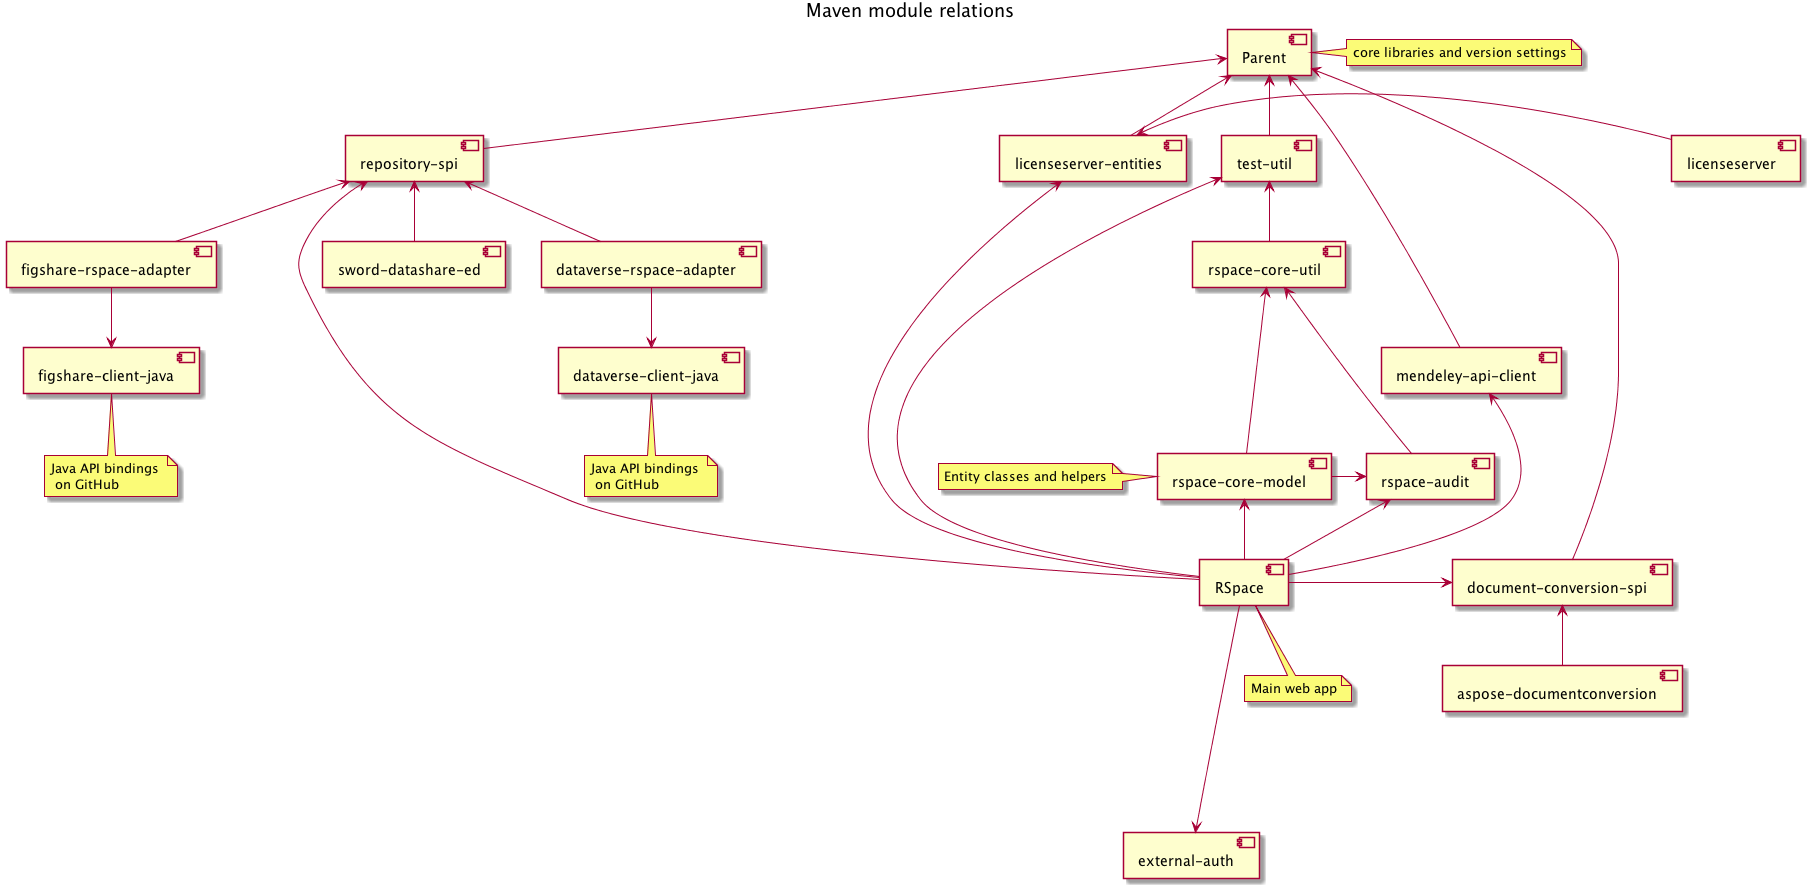 Maven module relations
Parent
core libraries and version settings
repository-spi
licenseserver-entities
test-util
licenseserver
figshare-rspace-adapter
sword-datashare-ed
dataverse-rspace-adapter
rspace-core-util
figshare-client-java
dataverse-client-java
mendeley-api-client
Java API bindings
on GitHub
Java API bindings
on GitHub
Entity classes and helpers
rspace-core-model
rspace-audit
RSpace
document-conversion-spi
Main web app
aspose-documentconversion
external-auth